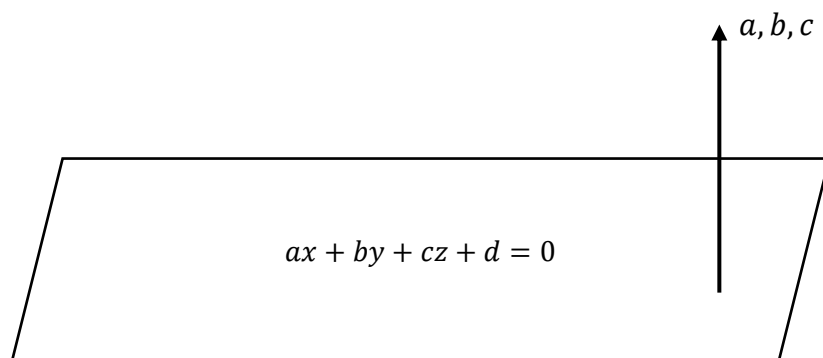 a, b, c
ax + by + cz + d = 0